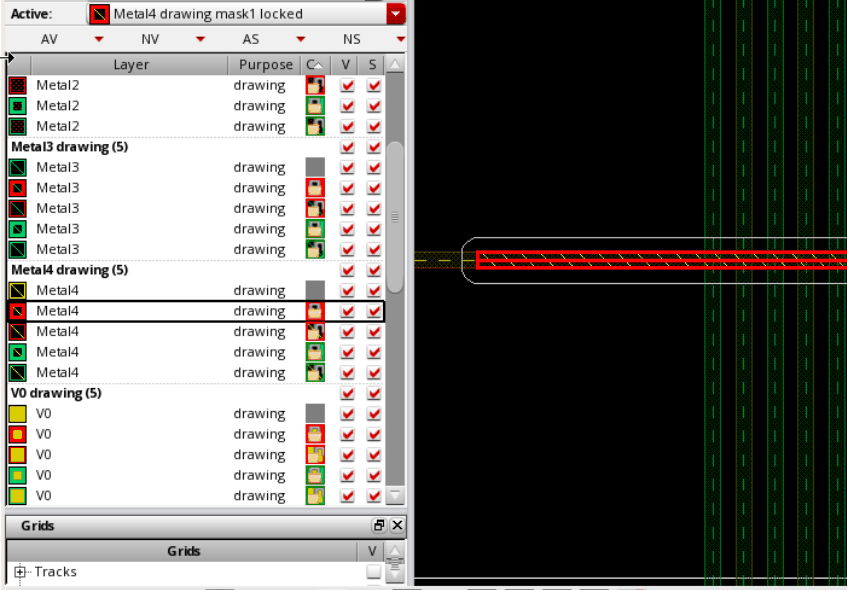 Active: Metal4 drawing mask1 locked
AV NV AS NS
Layer Purpose C V S
Metal2 drawing
Metal2 drawing
Metal2 drawing
Metal3 drawing (5)
Metal3 drawing
Metal3 drawing
Metal3 drawing
Metal3 drawing
Metal3 drawing
Metal4 drawing (5)
Metal4 drawing
Metal4 drawing
Metal4 drawing
Metal4 drawing
Metal4 drawing
V0 drawing (5)
V0 drawing
V0 drawing
V0 drawing
V0 drawing
V0 drawing
Grids
Grids V
Tracks